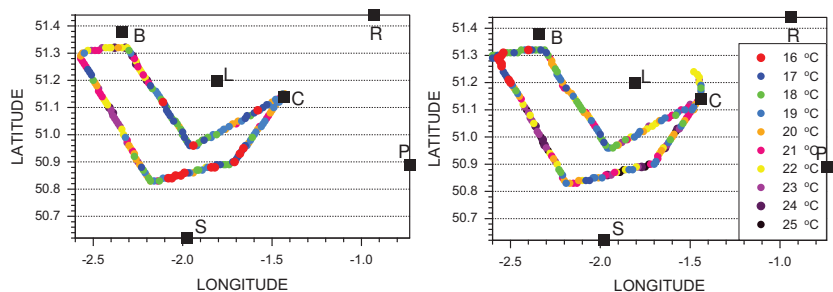 51.4
51.3
51.2
51.1
51.0
50.9
50.8
50.7
LATITUDE
B
R
L
C
P
S
-2.5
-2.0
-1.5
-1.0
LONGITUDE
51.4
51.3
51.2
51.1
51.0
50.9
50.8
50.7
LATITUDE
B
R
L
C
P
S
16 ºC
17 ºC
18 ºC
19 ºC
20 ºC
21 ºC
22 ºC
23 ºC
24 ºC
25 ºC
-2.5
-2.0
-1.5
-1.0
LONGITUDE